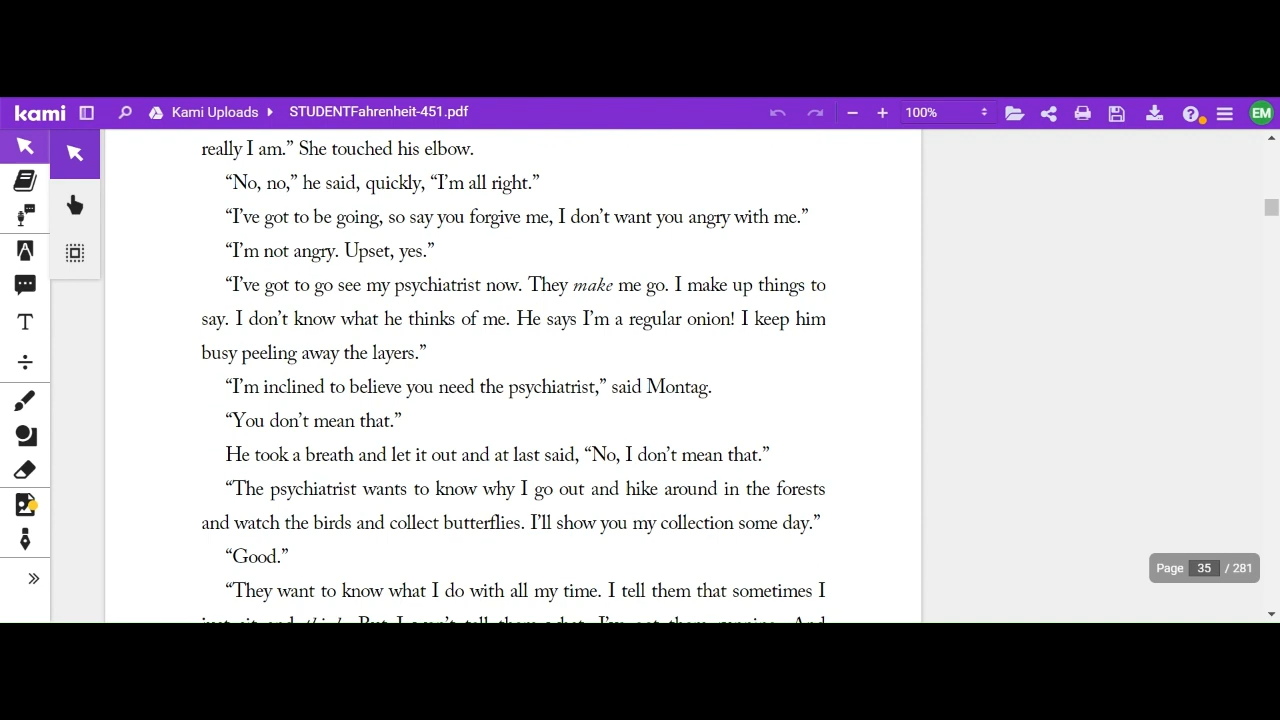 kami Kami Uploads STUDENTFahrenheit-451.pdf 100% EM
really I am.” She touched his elbow.
“No, no,” he said, quickly, “I’m all right.”
“I’ve got to be going, so say you forgive me, I don’t want you angry with me.”
“I’m not angry. Upset, yes.”
“I’ve got to go see my psychiatrist now. They make me go. I make up things to
say. I don’t know what he thinks of me. He says I’m a regular onion! I keep him
busy peeling away the layers.”
“I’m inclined to believe you need the psychiatrist,” said Montag.
“You don’t mean that.”
He took a breath and let it out and at last said, “No, I don’t mean that.”
“The psychiatrist wants to know why I go out and hike around in the forests
and watch the birds and collect butterflies. I’ll show you my collection some day.”
“Good.”
Page 35 / 281
“They want to know what I do with all my time. I tell them that sometimes I